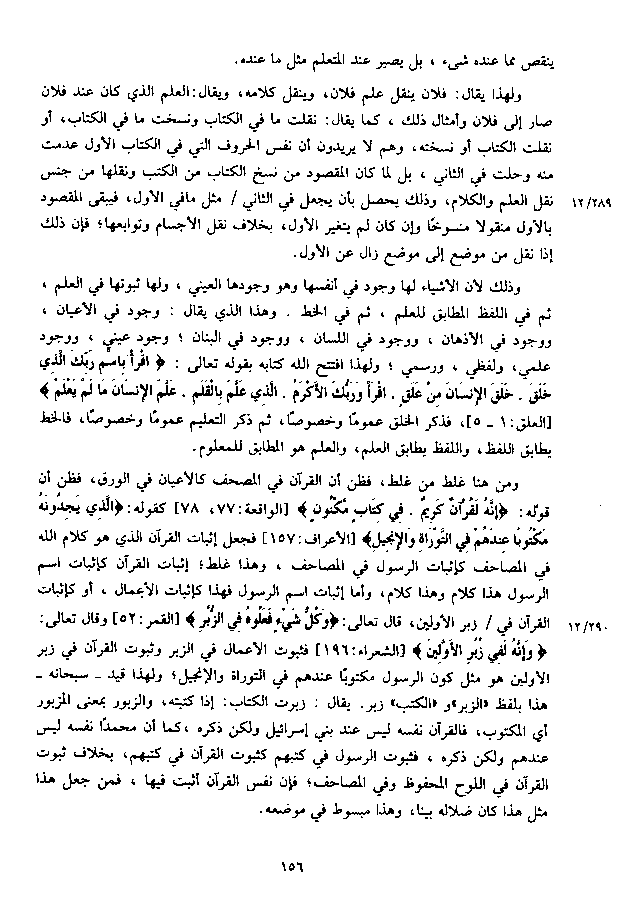 ينقص مما عنده شىء ، بل يصير عند المتعلم مثل ما عنده.
ولهذا يقال: فلان ينقل علم فلان، وينقل كلامه، ويقال:العلم الذي كان عند فلان
صار إلى فلان وأمثال ذلك ، كما يقال: نقلت ما في الكتاب ونسخت ما في الكتاب، أو
نقلت الكتاب أو نسخته، وهم لا يريدون أن نفس الحروف التي في الكتاب الأول عدمت
منه وحلت في الثاني ، بل لما كان المقصود من نسخ الكتاب من الكتب ونقلها من جنس
نقل العلم والكلام، وذلك يحصل بأن يجعل في الثاني / مثل مافي الأول، فيبقى المقصود
١٢/٢٨٩
بالأول منقولا منسوخًا وإن كان لم يتغير الأول، بخلاف نقل الأجسام وتوابعها؛ فإن ذلك
إذا نقل من موضع إلى موضع زال عن الأول.
وذلك لأن الأشياء لها وجود في أنفسها وهو وجودها العيني ، ولها ثبوتها في العلم ،
ثم في اللفظ المطابق للعلم ، ثم في الخط . وهذا الذي يقال : وجود في الأعيان ،
ووجود في الأذهان ، ووجود في اللسان ، ووجود في البنان ؛ وجود عيني ، ووجود
علمي، ولفظي ، ورسمي ؛ ولهذا افتتح الله كتابه بقوله تعالى : ﴿ اقْرَأْ بِاسْمِ رَبِّكَ الَّذِي
خَلَقَ . خَلَقَ الإِنسَانَ مِنْ عَلَقٍ . اقْرَأْ وَرَبُّكَ الأَكْرَمُ . الَّذِي عَلَّمَ بِالْقَلَمِ . عَلَّمَ الإِنسَانَ مَا لَمْ يَعْلَمْ ﴾
[العلق:١ ـ ٥]، فذكر الخلق عمومًا وخصوصًا، ثم ذكر التعليم عمومًا وخصوصًا، فالخط
يطابق اللفظ، واللفظ يطابق العلم، والعلم هو المطابق للمعلوم.
ومن هنا غلط من غلط، فظن أن القرآن في المصحف كالأعيان في الورق، فظن أن
قوله: ﴿إِنَّهُ لَقُرْآنٌ كَرِيمٌ . فِي كِتَابٍ مَّكْنُونٍ ﴾ [الواقعة:٧٧، ٧٨] كقوله:﴿الَّذِي يَجِدُونَهُ
مَكْتُوبًا عِندَهُمْ فِي التَّوْرَاةِ وَالإِنجِيلِ﴾ [الأعراف:١٥٧] فجعل إثبات القرآن الذي هو كلام الله
في المصاحف كإثبات الرسول في المصاحف ، وهذا غلط؛ إثبات القرآن كإثبات اسم
الرسول هذا كلام وهذا كلام، وأما إثبات اسم الرسول فهذا كإثبات الأعمال ، أو كإثبات
القرآن في / زبر الأولين، قال تعالى:﴿وَكُلُّ شَيْءٍ فَعَلُوهُ فِي الزُّبُرِ ﴾ [القمر:٥٢] وقال تعالى:
١٢/٢٩٠
﴿ وَإِنَّهُ لَفِي زُبُرِ الأَوَّلِينَ ﴾ [الشعراء:١٩٦] فثبوت الأعمال في الزبر وثبوت القرآن في زبر
الأولين هو مثل كون الرسول مكتوبًا عندهم في التوراة والإنجيل؛ ولهذا قيد ـ سبحانه ـ
هذا بلفظ «الزبر»و «الكتب» زبر. يقال : زبرت الكتاب: إذا كتبته، والزبور بمعنى المزبور
أي المكتوب، فالقرآن نفسه ليس عند بني إسرائيل ولكن ذكره ،كما أن محمدًا نفسه ليس
عندهم ولكن ذكره ، فثبوت الرسول في كتبهم كثبوت القرآن في كتبهم، بخلاف ثبوت
القرآن في اللوح المحفوظ وفي المصاحف؛ فإن نفس القرآن أثبت فيها ، فمن جعل هذا
مثل هذا كان ضلاله بينا، وهذا مبسوط في موضعه.
١٥٦